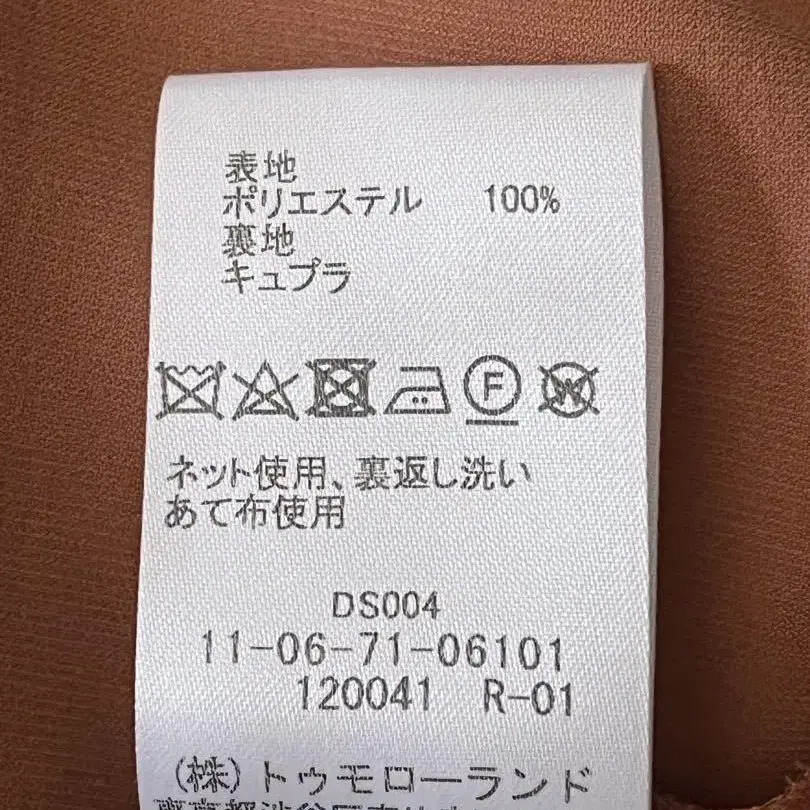 表地
ポリエステル 100%
裏地
キュプラ
F
W
ネット使用、裏返し洗い
あて布使用
DS004
11-06-71-06101
120041 R-01
(株)トゥモローランド